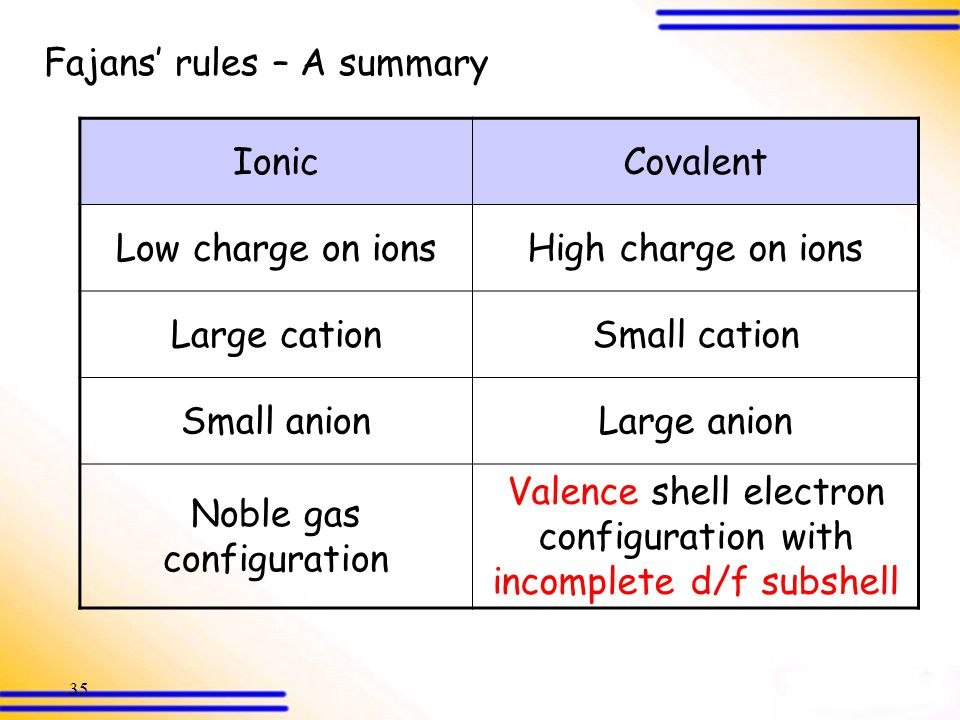 Fajans’ rules – A summary
Ionic
Covalent
Low charge on ions
High charge on ions
Large cation
Small cation
Small anion
Large anion
Noble gas
configuration
Valence shell electron
configuration with
incomplete d/f subshell
35